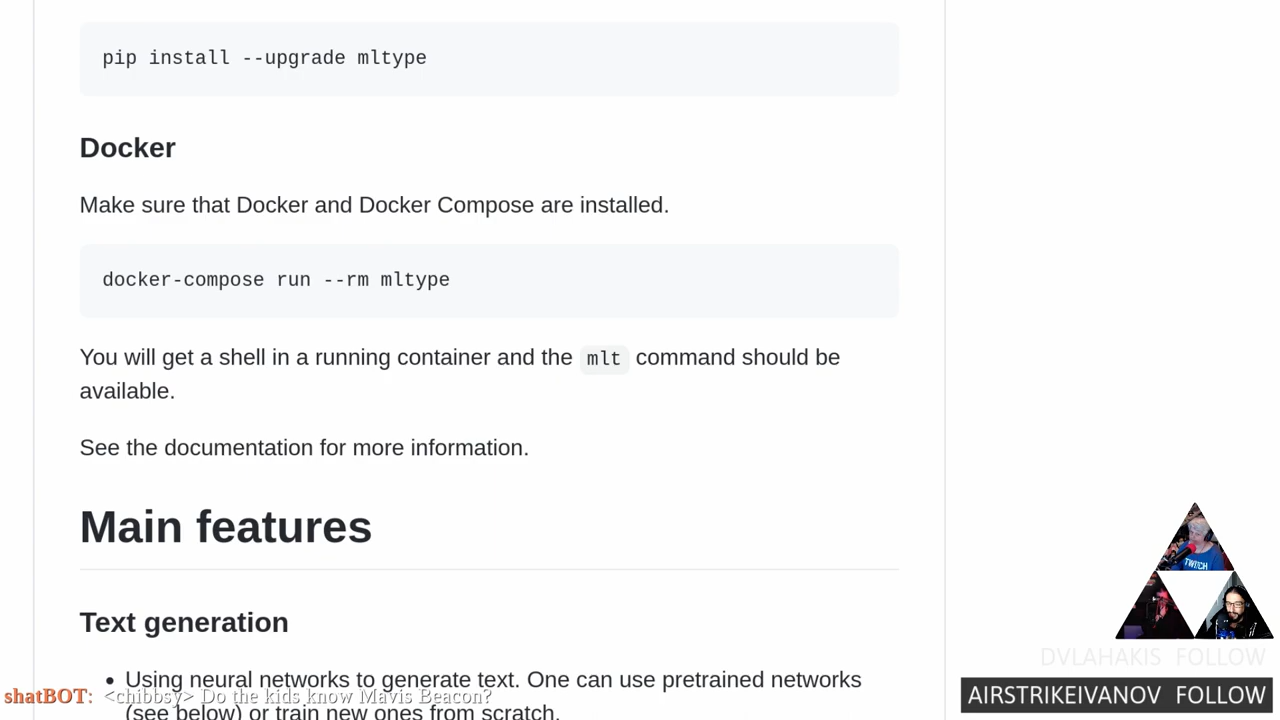 pip install --upgrade mltype
Docker
Make sure that Docker and Docker Compose are installed.
docker-compose run --rm mltype
You will get a shell in a running container and the mlt command should be
available.
See the documentation for more information.
Main features
Text generation
• Using neural networks to generate text. One can use pretrained networks
(see below) or train new ones from scratch.
shatBOT: <chibbsy> Do the kids know Mavis Beacon?
TWITCH
DVLAHAKIS FOLLOW
AIRSTRIKEIVANOV FOLLOW